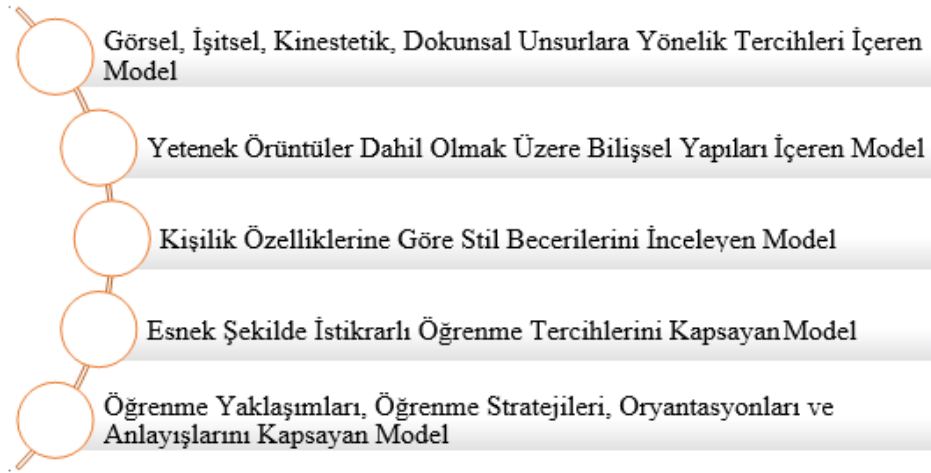 Görsel, İşitsel, Kinestetik, Dokunsal Unsurlara Yönelik Tercihleri İçeren
Model
Yetenek Örüntüler Dahil Olmak Üzere Bilişsel Yapıları İçeren Model
Kişilik Özelliklerine Göre Stil Becerilerini İnceleyen Model
Esnek Şekilde İstikrarlı Öğrenme Tercihlerini Kapsayan Model
Öğrenme Yaklaşımları, Öğrenme Stratejileri, Oryantasyonları ve
Anlayışlarını Kapsayan Model